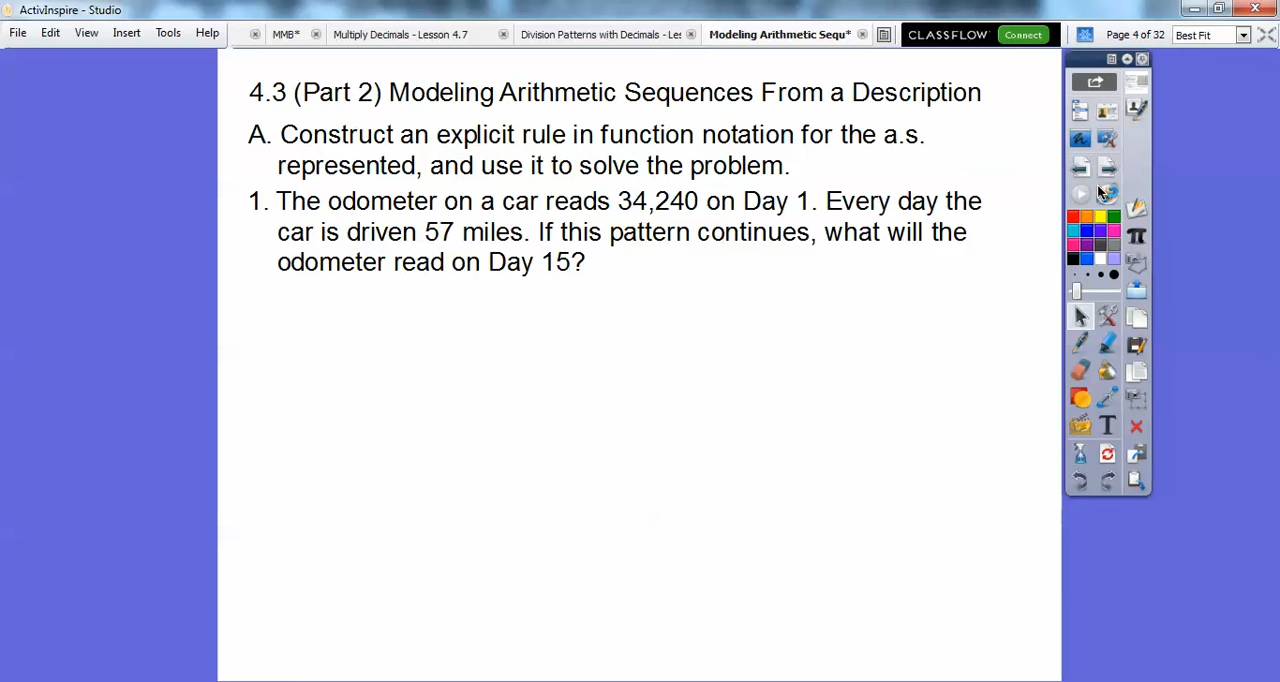 ActivInspire - Studio
File Edit View Insert Tools Help
MMB* Multiply Decimals - Lesson 4.7 Division Patterns with Decimals - Les Modeling Arithmetic Sequ* CLASSFLOW Connect Page 4 of 32 Best Fit
4.3 (Part 2) Modeling Arithmetic Sequences From a Description
A. Construct an explicit rule in function notation for the a.s.
represented, and use it to solve the problem.
1. The odometer on a car reads 34,240 on Day 1. Every day the
car is driven 57 miles. If this pattern continues, what will the
odometer read on Day 15?